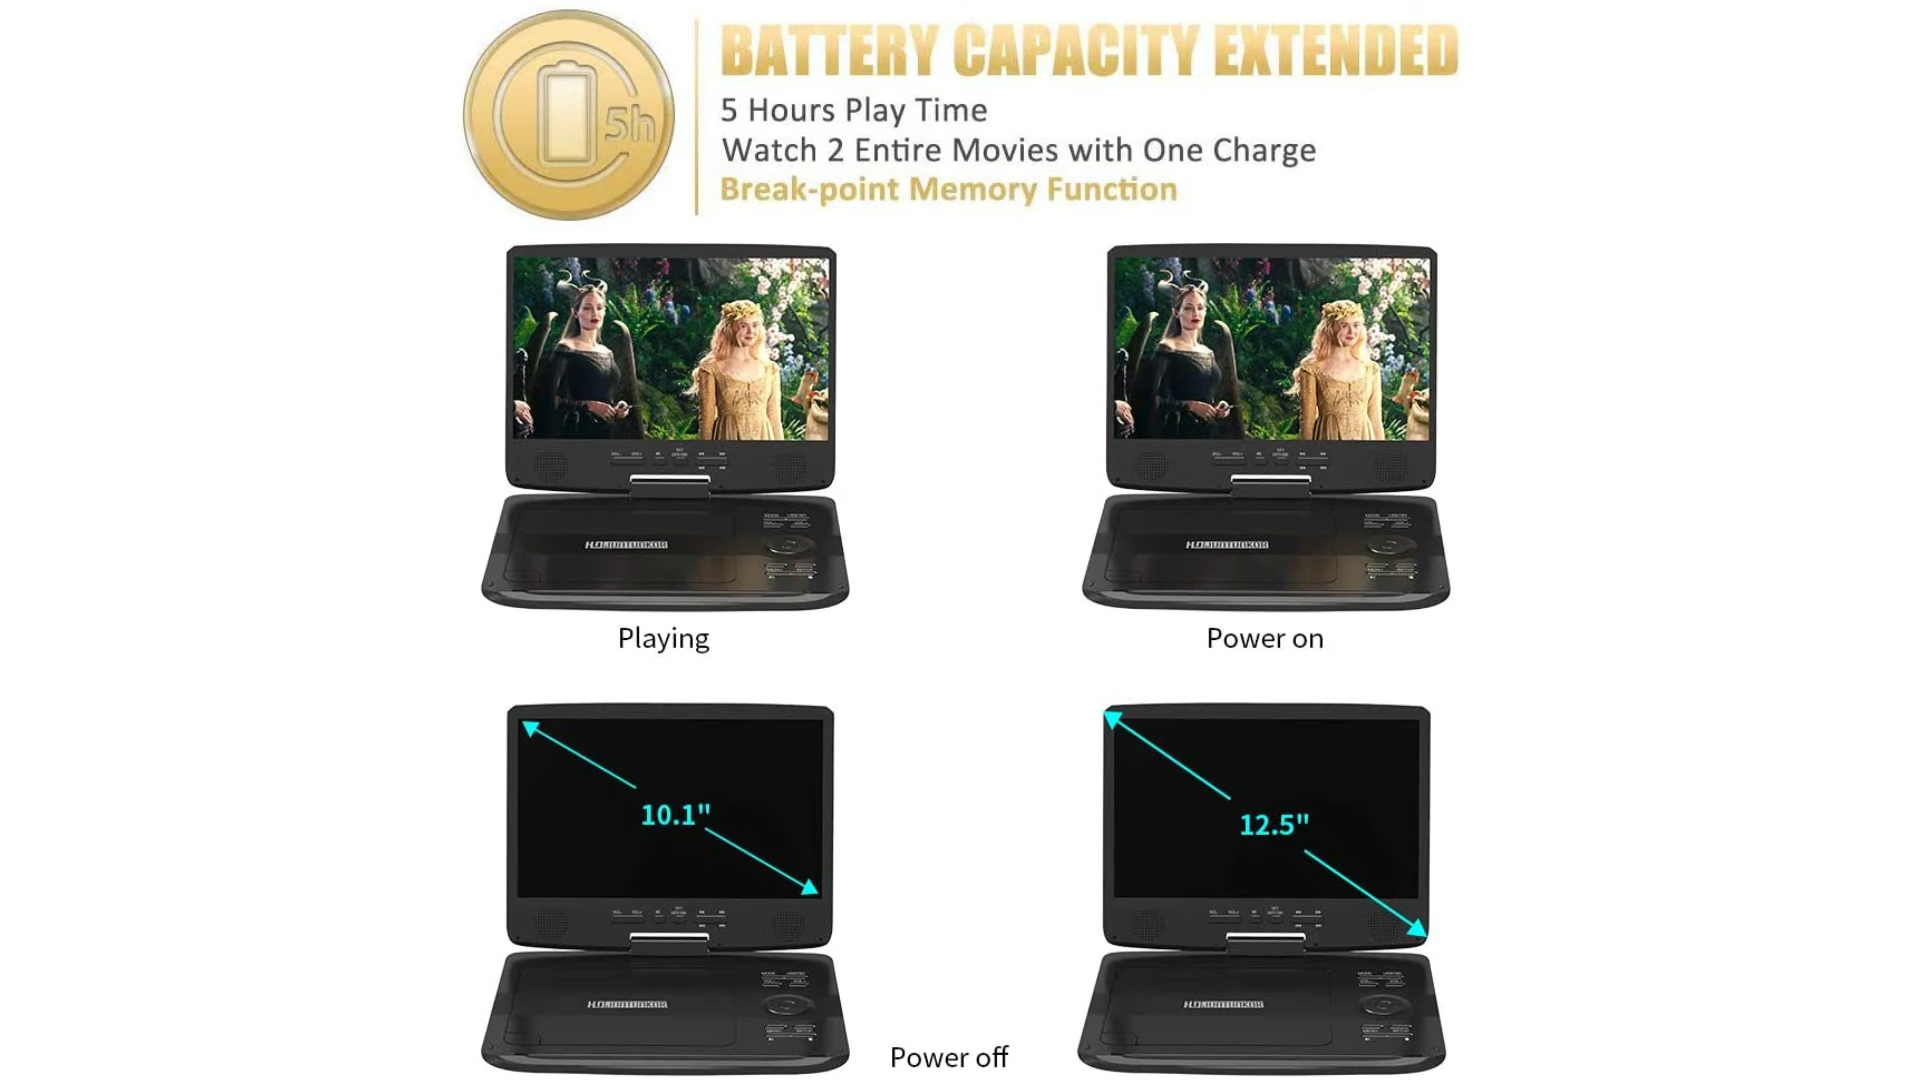 5h
BATTERY CAPACITY EXTENDED
5 Hours Play Time
Watch 2 Entire Movies with One Charge
Break-point Memory Function
Playing
Power on
10.1"
12.5"
Power off